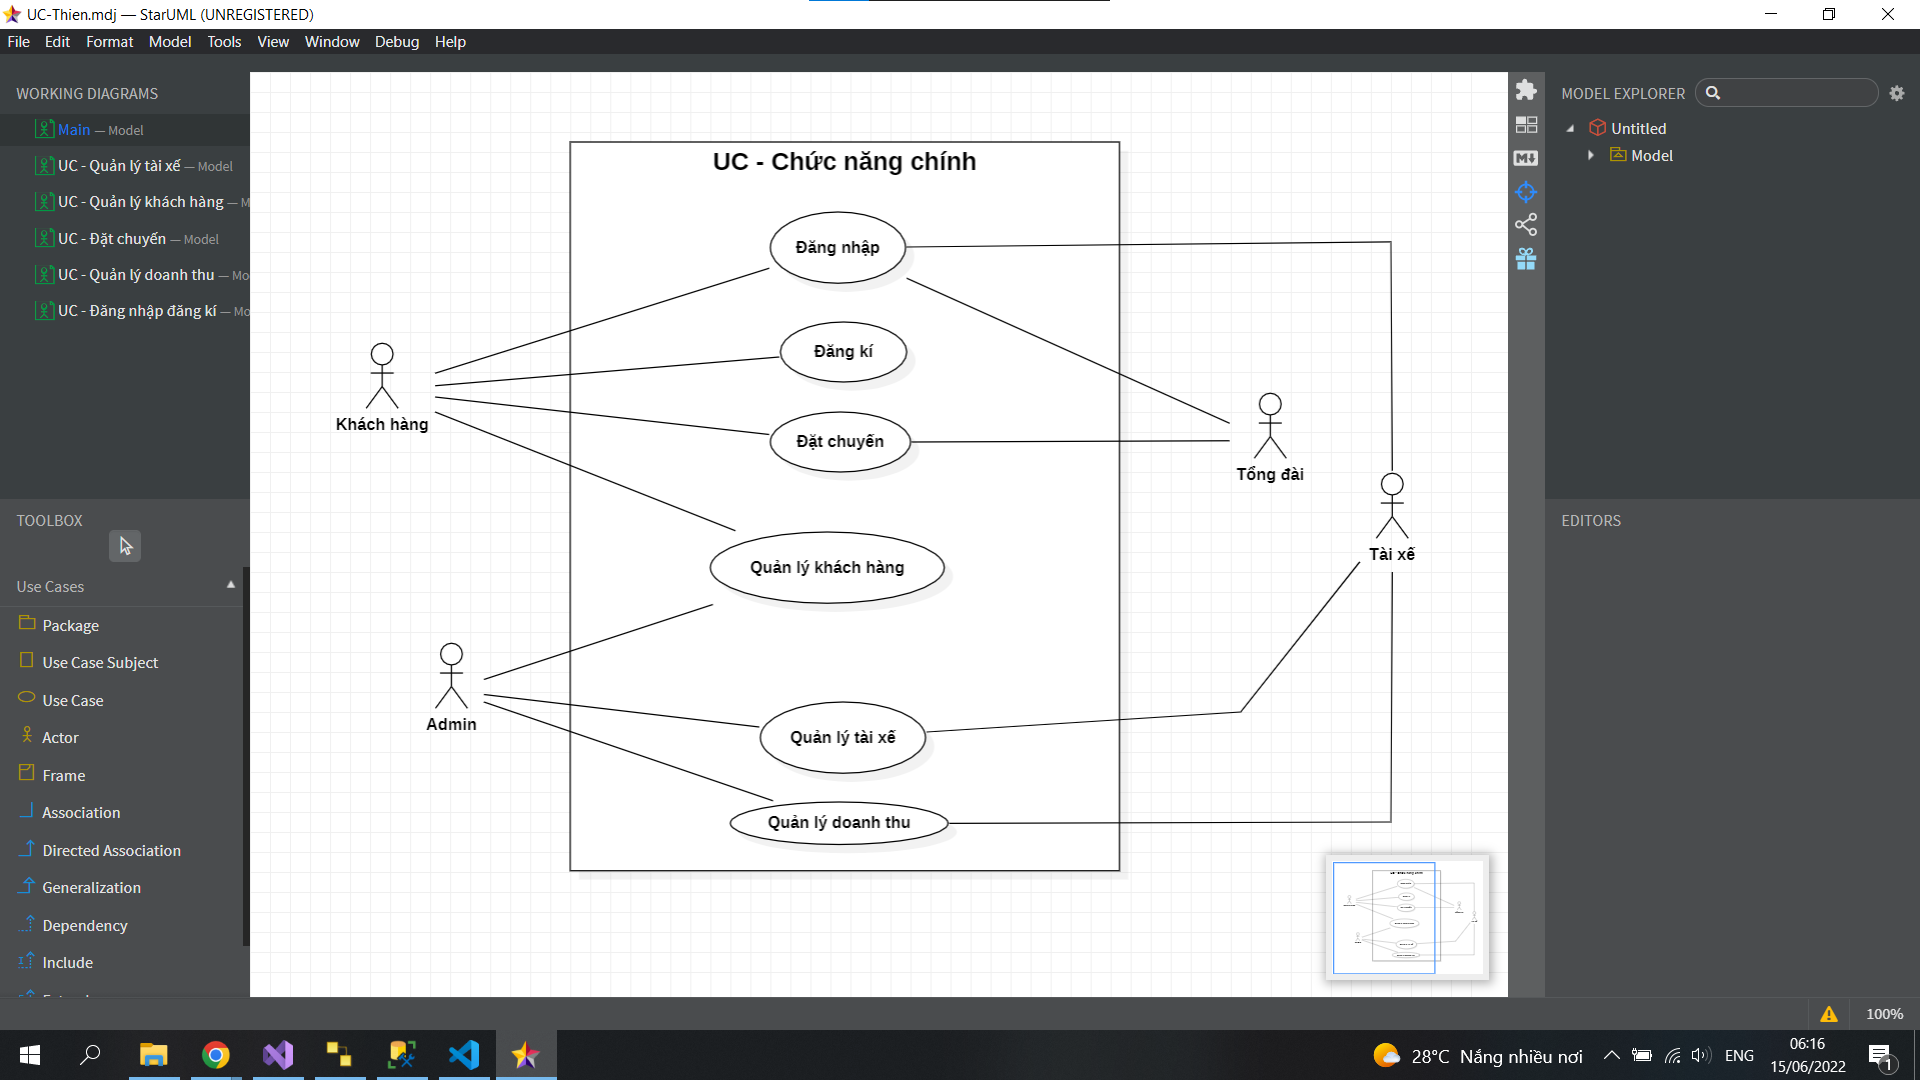 UC-Thien.mdj — StarUML (UNREGISTERED)
File Edit Format Model Tools View Window Debug Help
WORKING DIAGRAMS
Main — Model
UC - Quản lý tài xế — Model
UC - Quản lý khách hàng — M
UC - Đặt chuyến — Model
UC - Quản lý doanh thu — Mo
UC - Đăng nhập đăng kí — Mo
TOOLBOX
Use Cases
Package
Use Case Subject
Use Case
Actor
Frame
Association
Directed Association
Generalization
Dependency
Include
UC - Chức năng chính
Đăng nhập
Đăng kí
Đặt chuyến
Quản lý khách hàng
Quản lý tài xế
Quản lý doanh thu
Khách hàng
Admin
Tổng đài
Tài xế
MODEL EXPLORER
Untitled
Model
EDITORS
100%
28°C Nắng nhiều nơi
ENG
06:16
15/06/2022
1